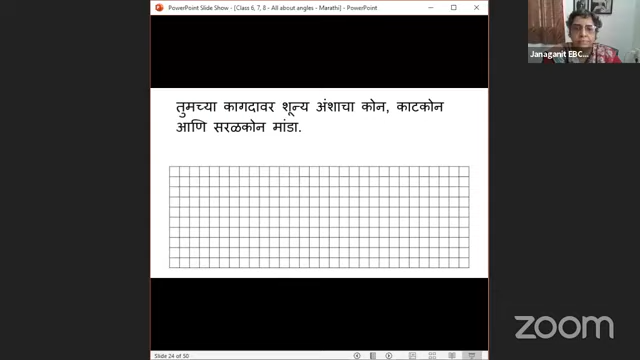 PowerPoint Slide Show - [Class 6, 7, 8 - All about angles - Marathi] - PowerPoint
Janaganit EBC...
तुमच्या कागदावर शून्य अंशाचा कोन, काटकोन
आणि सरळकोन मांडा.
zoom
Slide 24 of 50